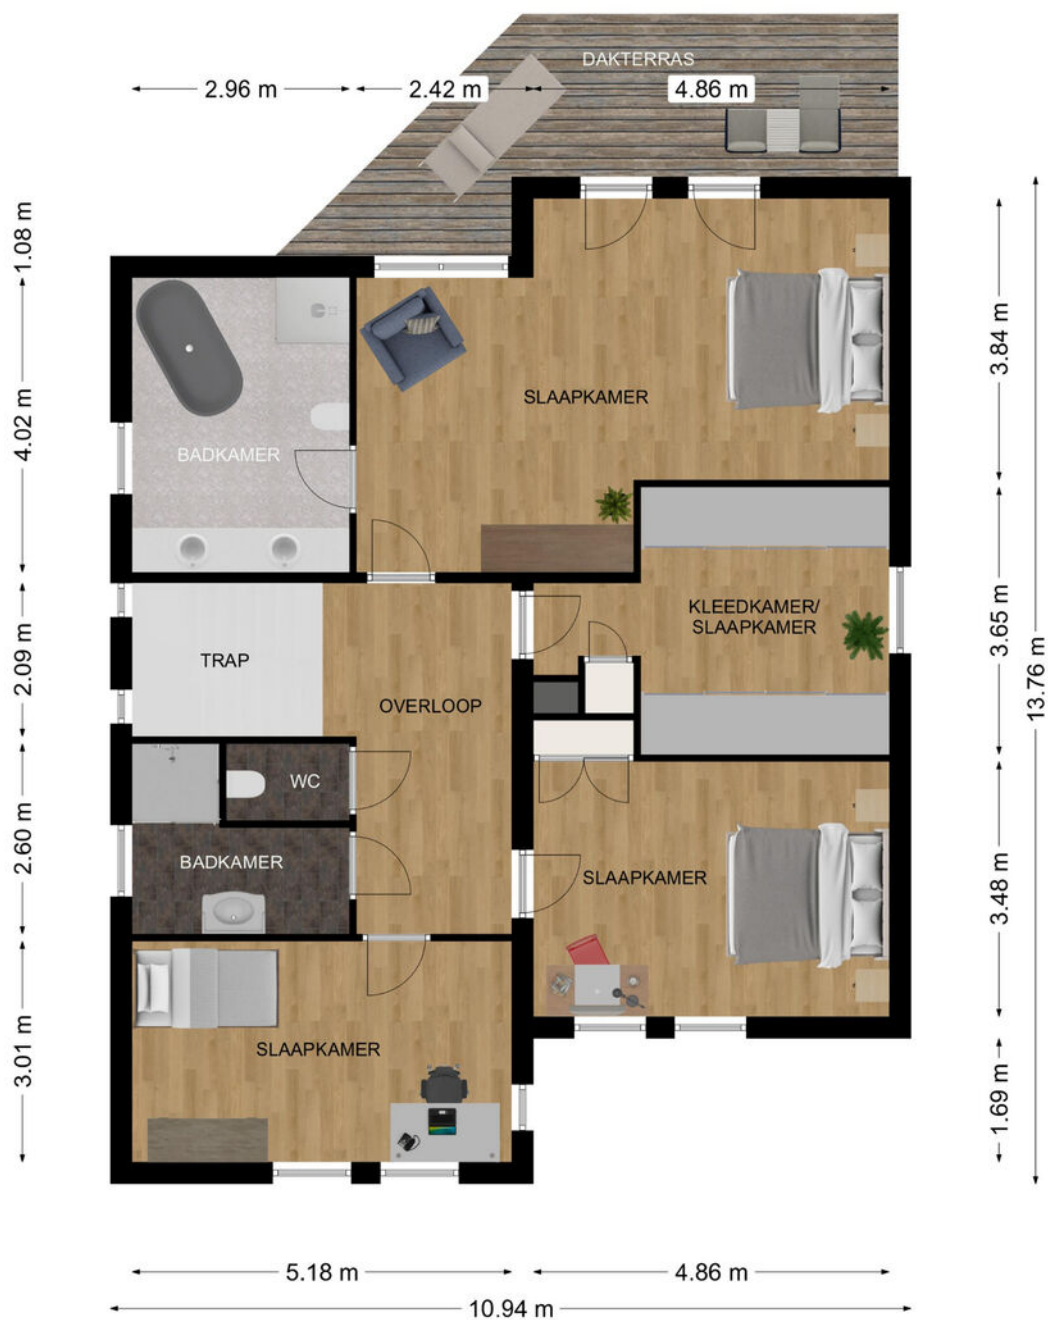 DAKTERRAS
2.96 m
2.42 m
4.86 m
1.08 m
4.02 m
2.09 m
2.60 m
3.01 m
3.84 m
3.65 m
3.48 m
1.69 m
13.76 m
SLAAPKAMER
BADKAMER
KLEEDKAMER/
SLAAPKAMER
TRAP
OVERLOOP
WC
BADKAMER
SLAAPKAMER
SLAAPKAMER
5.18 m
4.86 m
10.94 m